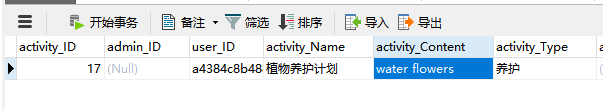 开始事务 备注 筛选 排序 导入 导出
activity_ID admin_ID user_ID activity_Name activity_Content activity_Type
17 (Null) a4384c8b48 植物养护计划 water flowers 养护